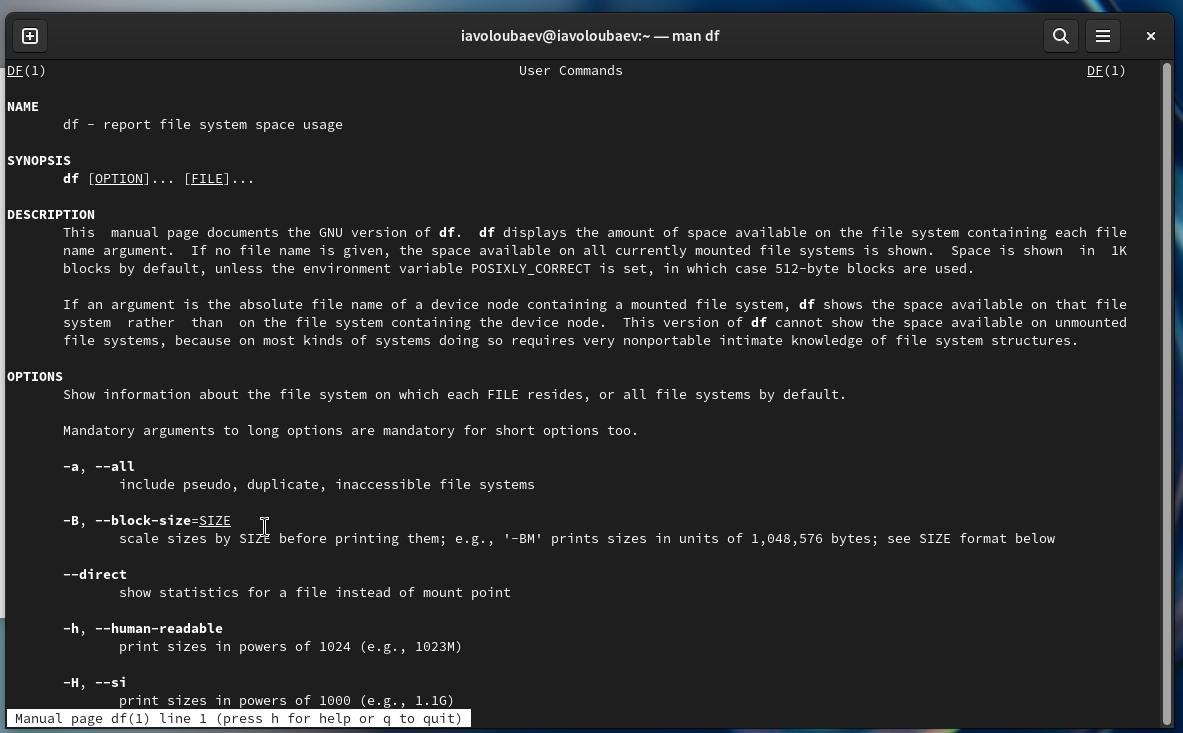 iavoloubaev@iavoloubaev:~ — man df
DF(1) User Commands DF(1)
NAME
df - report file system space usage
SYNOPSIS
df [OPTION]... [FILE]...
DESCRIPTION
This manual page documents the GNU version of df. df displays the amount of space available on the file system containing each file
name argument. If no file name is given, the space available on all currently mounted file systems is shown. Space is shown in 1K
blocks by default, unless the environment variable POSIXLY_CORRECT is set, in which case 512-byte blocks are used.
If an argument is the absolute file name of a device node containing a mounted file system, df shows the space available on that file
system rather than on the file system containing the device node. This version of df cannot show the space available on unmounted
file systems, because on most kinds of systems doing so requires very nonportable intimate knowledge of file system structures.
OPTIONS
Show information about the file system on which each FILE resides, or all file systems by default.
Mandatory arguments to long options are mandatory for short options too.
-a, --all
include pseudo, duplicate, inaccessible file systems
-B, --block-size=SIZE
scale sizes by SIZE before printing them; e.g., '-BM' prints sizes in units of 1,048,576 bytes; see SIZE format below
--direct
show statistics for a file instead of mount point
-h, --human-readable
print sizes in powers of 1024 (e.g., 1023M)
-H, --si
print sizes in powers of 1000 (e.g., 1.1G)
Manual page df(1) line 1 (press h for help or q to quit)